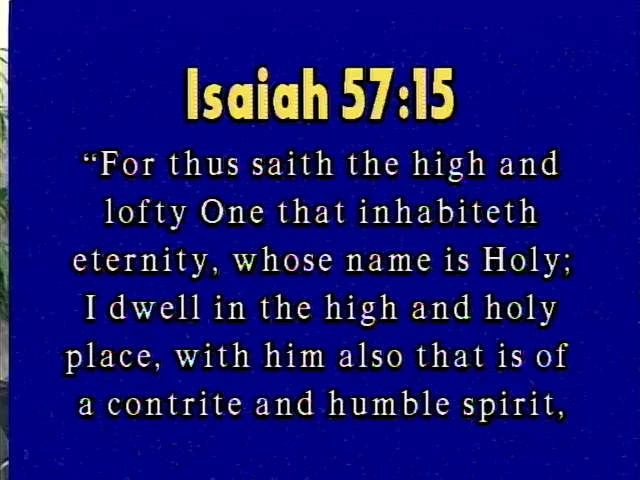 Isaiah 57:15
“For thus saith the high and
lofty One that inhabiteth
eternity, whose name is Holy;
I dwell in the high and holy
place, with him also that is of
a contrite and humble spirit,